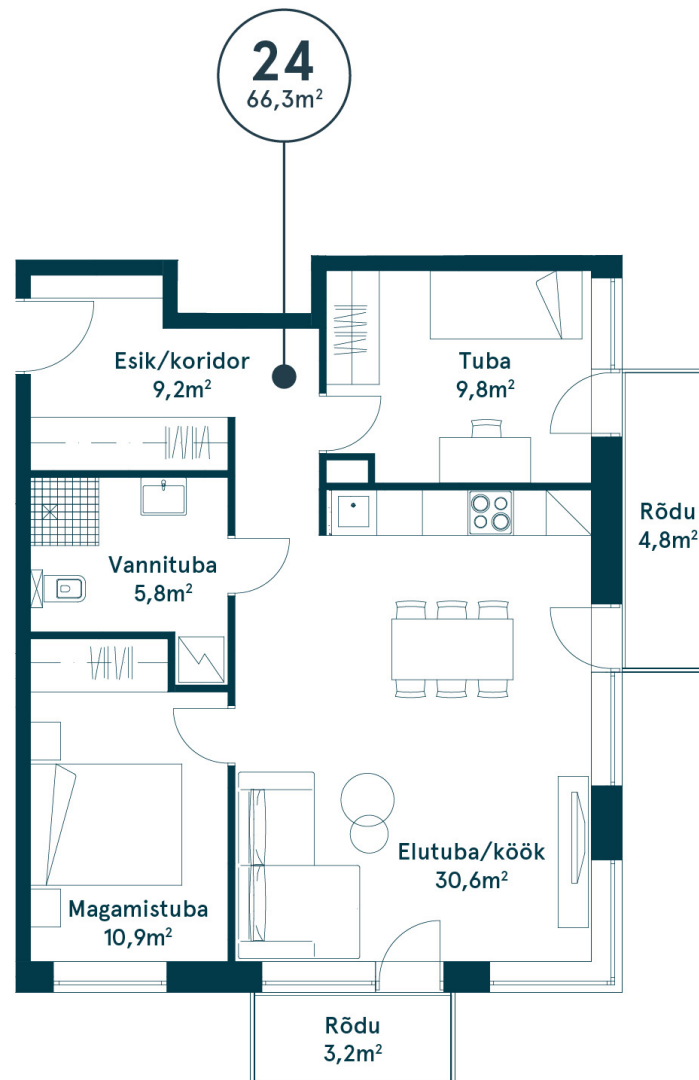 24
66,3m²
Esik/koridor
9,2m²
Tuba
9,8m²
Rõdu
4,8m²
Vannituba
5,8m²
Elutuba/köök
30,6m²
Magamistuba
10,9m²
Rõdu
3,2m²